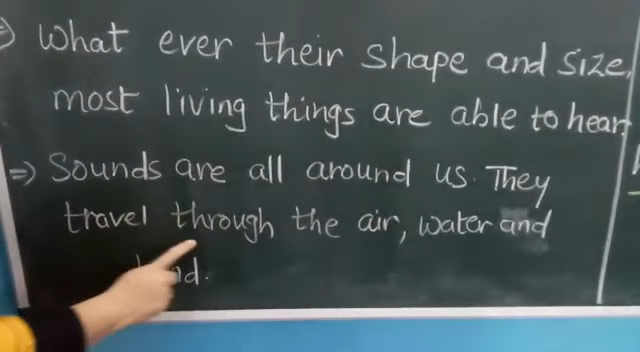 => What ever their shape and size,
most living things are able to hear.
=> Sounds are all around us. They
travel through the air, water and